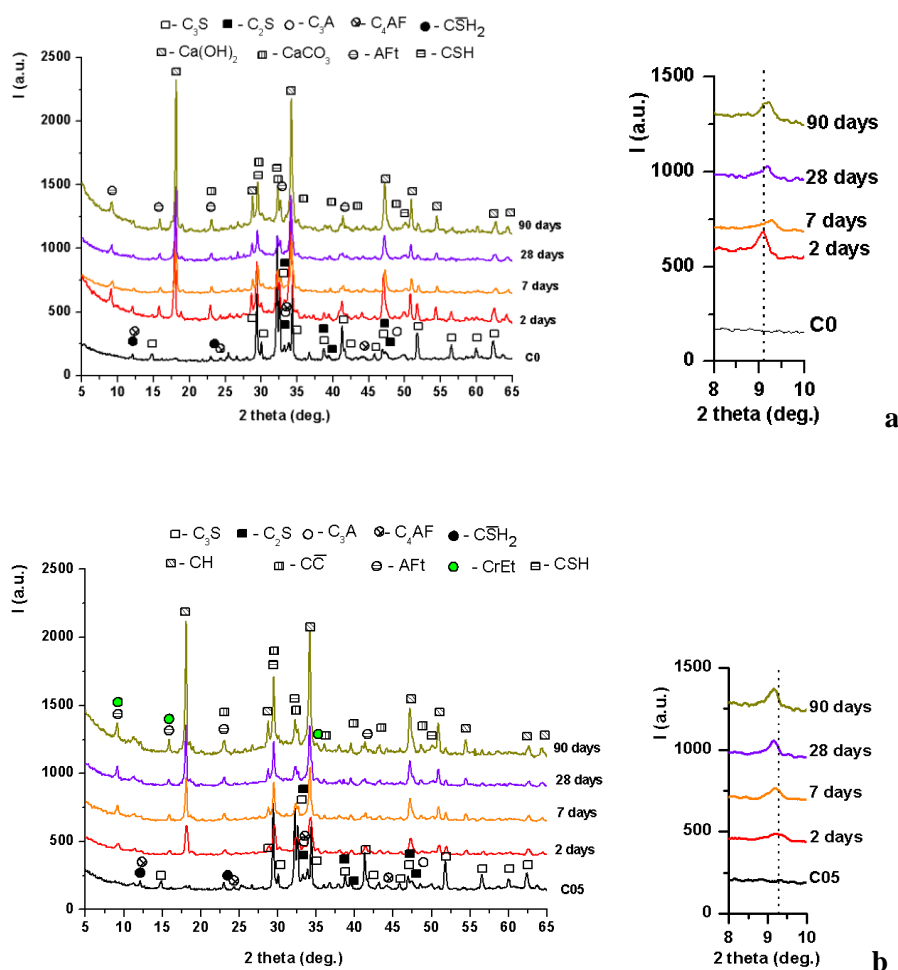 - C₃S - C₂S - C₃A - C₄AF - CS̅H₂
- Ca(OH)₂ - CaCO₃ - AFt - CSH
I (a.u.)
2500
2000
1500
1000
500
0
90 days
28 days
7 days
2 days
C0
5 10 15 20 25 30 35 40 45 50 55 60 65
2 theta (deg.)
I (a.u.)
1500
1000
500
0
90 days
28 days
7 days
2 days
C0
8 9 10
2 theta (deg.)
a
- C₃S - C₂S - C₃A - C₄AF - CS̅H₂
- CH - CC̅ - AFt - CrEt - CSH
I (a.u.)
2500
2000
1500
1000
500
0
90 days
28 days
7 days
2 days
C05
5 10 15 20 25 30 35 40 45 50 55 60 65
2 theta (deg.)
I (a.u.)
1500
1000
500
0
90 days
28 days
7 days
2 days
C05
8 9 10
2 theta (deg.)
b